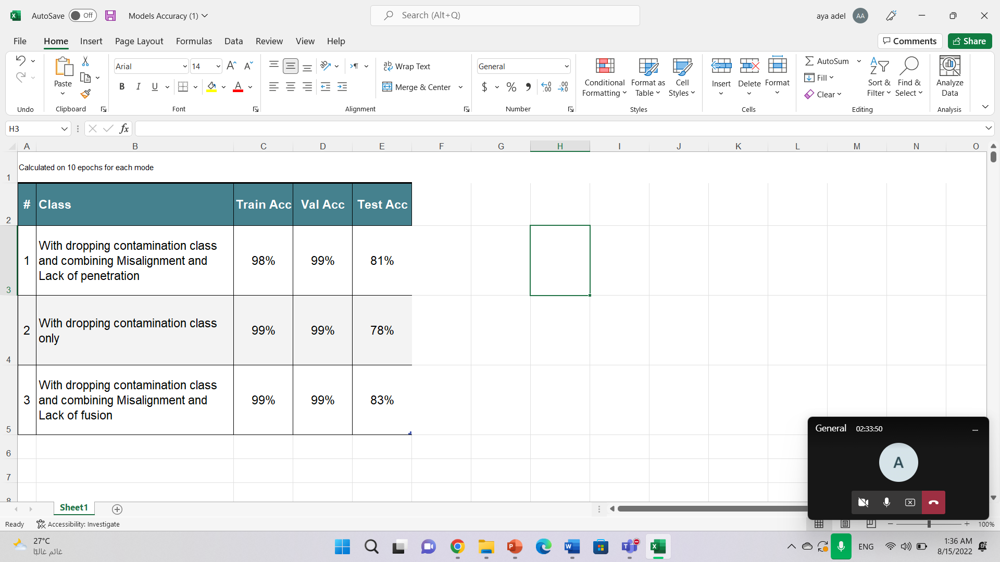 AutoSave Off Models Accuracy (1) Search (Alt+Q) aya adel AA
File Home Insert Page Layout Formulas Data Review View Help Comments Share
Arial 14 Wrap Text General AutoSum
Paste Conditional Formatting Format as Table Cell Styles Insert Delete Format Fill Sort & Filter Find & Select Analyze Data
B I U A Merge & Center $ % Clear
Undo Clipboard Font Alignment Number Styles Cells Editing Analysis
H3 fx
A B C D E F G H I J K L M N O
1 Calculated on 10 epochs for each mode
2 # Class Train Acc Val Acc Test Acc
With dropping contamination class
1 and combining Misalignment and 98% 99% 81%
Lack of penetration
3
With dropping contamination class
2 only 99% 99% 78%
4
With dropping contamination class
3 and combining Misalignment and 99% 99% 83%
Lack of fusion
5
6
7
8
General 02:33:50
A
Sheet1
Ready Accessibility: Investigate 100%
27°C
غائم غالبًا
ENG
1:36 AM
8/15/2022